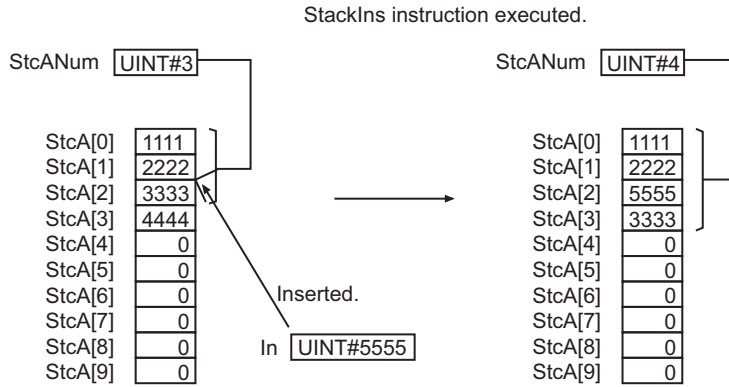 StackIns instruction executed.
StcANum UINT#3
StcANum UINT#4
StcA[0] 1111
StcA[1] 2222
StcA[2] 3333
StcA[3] 4444
StcA[4] 0
StcA[5] 0
StcA[6] 0
StcA[7] 0
StcA[8] 0
StcA[9] 0
Inserted.
In UINT#5555
StcA[0] 1111
StcA[1] 2222
StcA[2] 5555
StcA[3] 3333
StcA[4] 0
StcA[5] 0
StcA[6] 0
StcA[7] 0
StcA[8] 0
StcA[9] 0